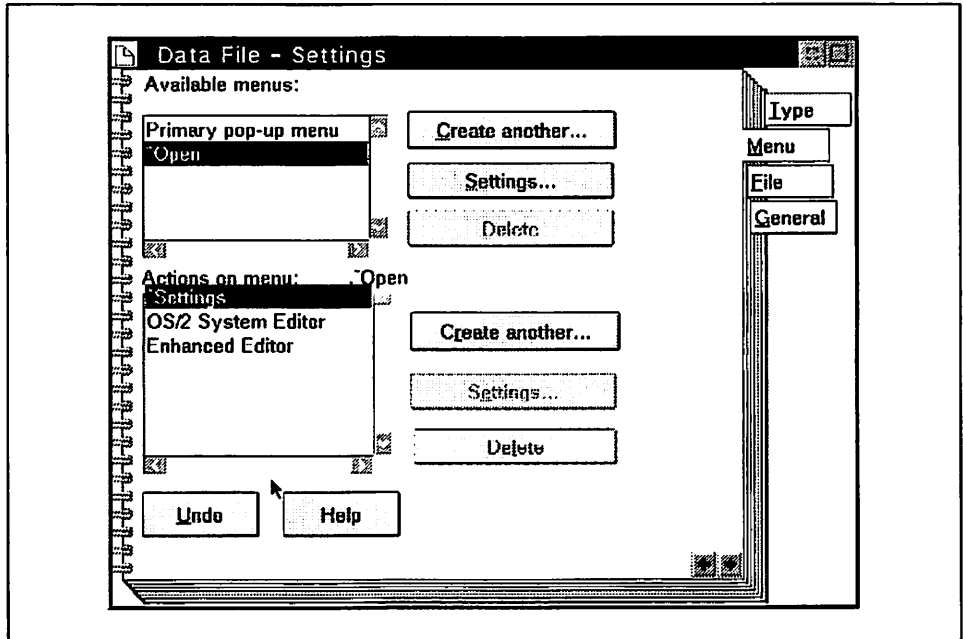 Data File - Settings
Available menus:
Primary pop-up menu
~Open
Create another...
Settings...
Delete
Type
Menu
File
General
Actions on menu: ~Open
~Settings
OS/2 System Editor
Enhanced Editor
Create another...
Settings...
Delete
Undo
Help